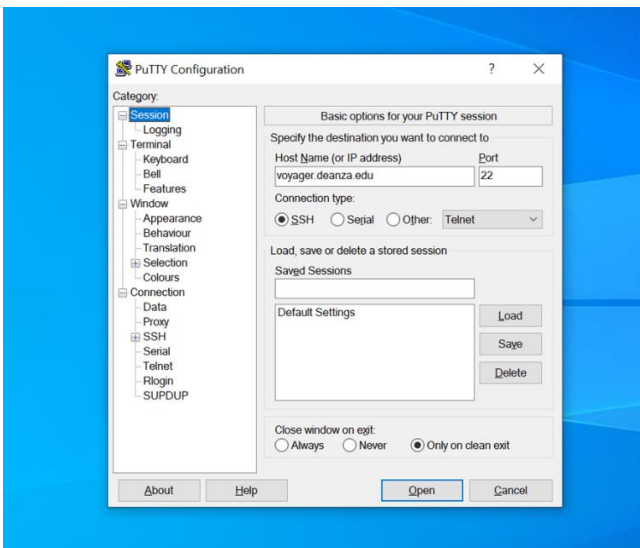 PuTTY Configuration
?
Category:
Session
Logging
Terminal
Keyboard
Bell
Features
Window
Appearance
Behaviour
Translation
Selection
Colours
Connection
Data
Proxy
SSH
Serial
Telnet
Rlogin
SUPDUP
Basic options for your PuTTY session
Specify the destination you want to connect to
Host Name (or IP address) Port
voyager.deanza.edu 22
Connection type:
SSH Serial Other: Telnet
Load, save or delete a stored session
Saved Sessions
Default Settings
Load
Save
Delete
Close window on exit:
Always Never Only on clean exit
About Help Open Cancel